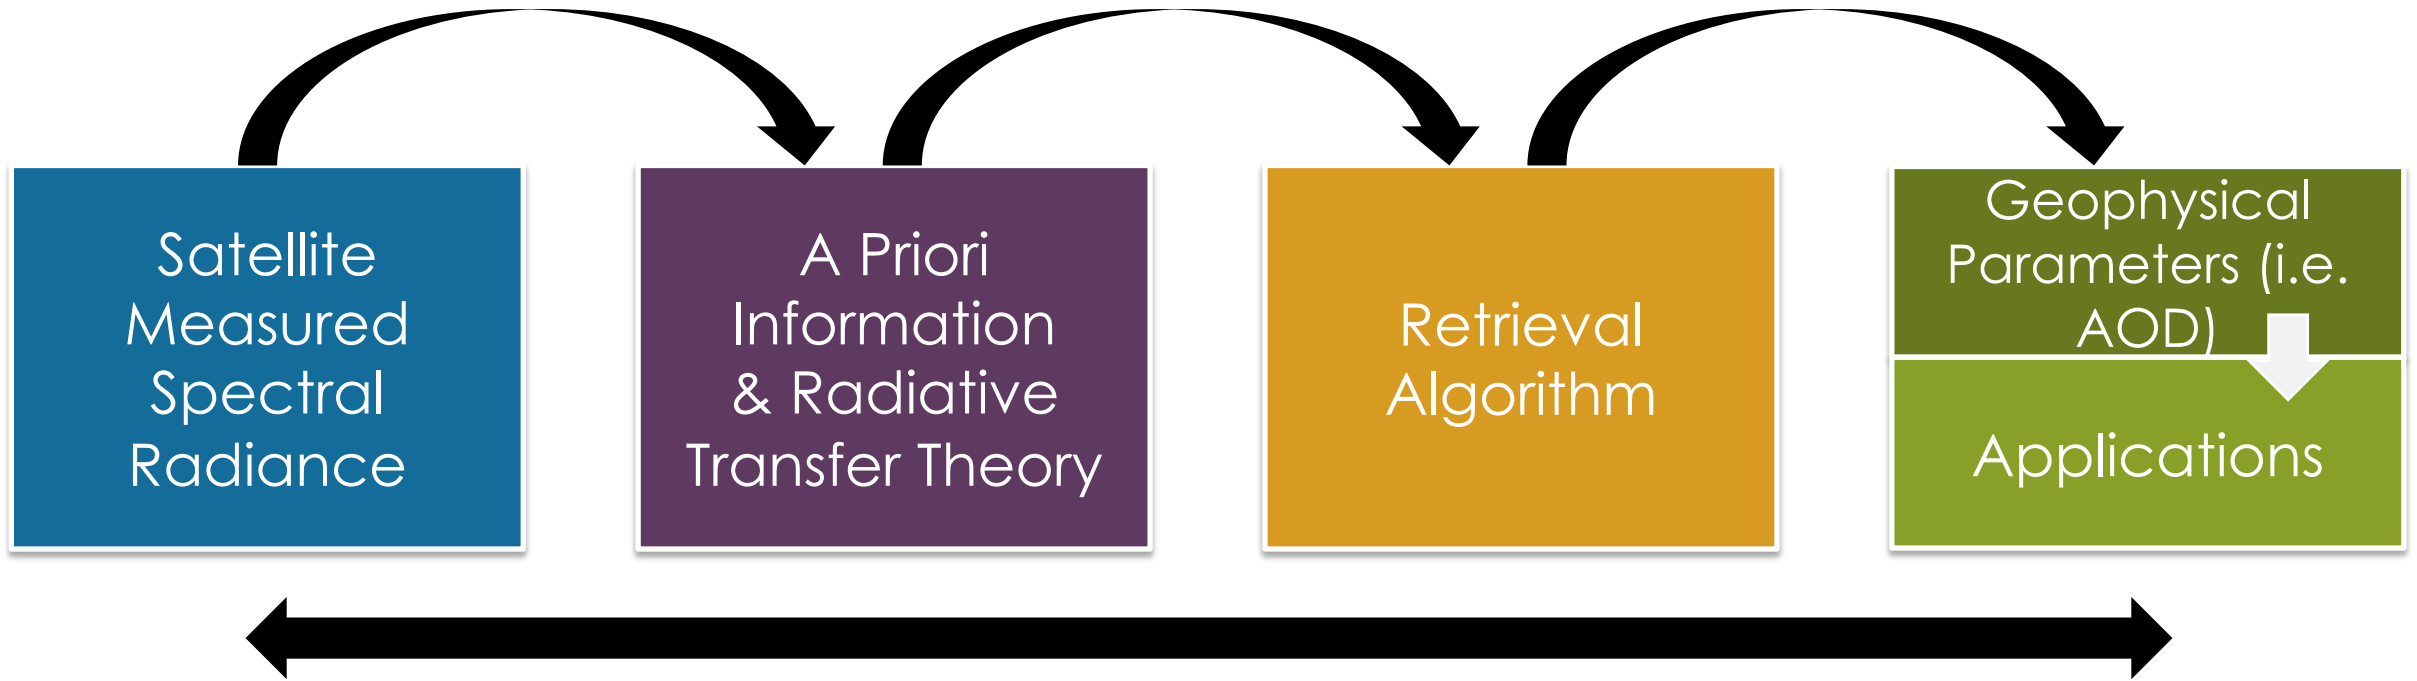 Satellite
Measured
Spectral
Radiance
A Priori
Information
& Radiative
Transfer Theory
Retrieval
Algorithm
Geophysical
Parameters (i.e.
AOD)
Applications